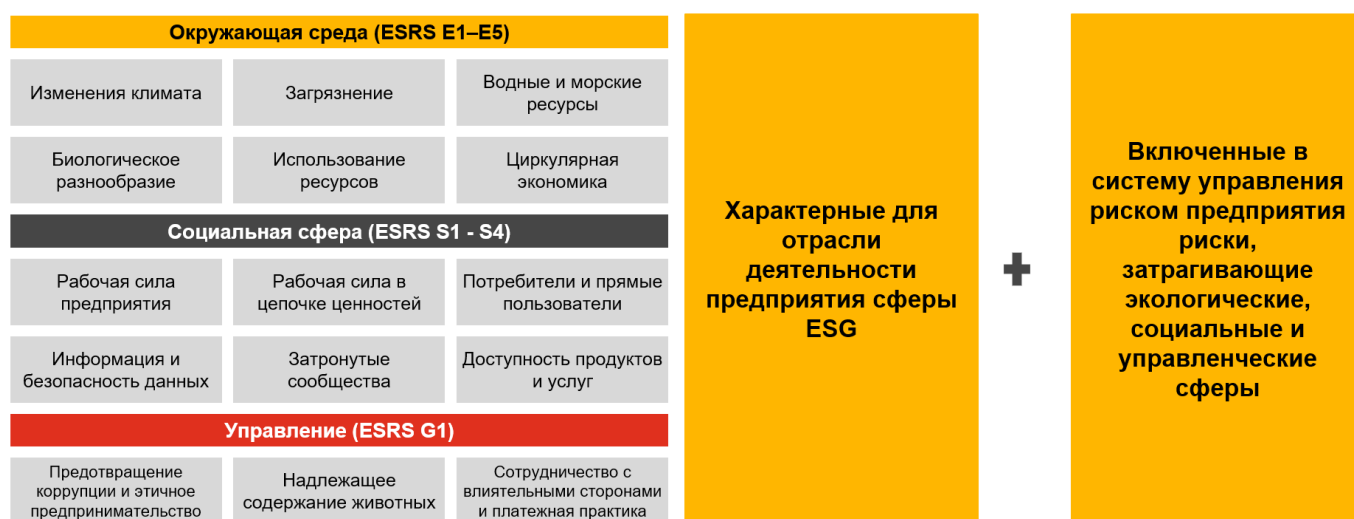 Окружающая среда (ESRS E1–E5)
Изменения климата
Загрязнение
Водные и морские
ресурсы
Биологическое
разнообразие
Использование
ресурсов
Циркулярная
экономика
Социальная сфера (ESRS S1 - S4)
Рабочая сила
предприятия
Рабочая сила в
цепочке ценностей
Потребители и прямые
пользователи
Информация и
безопасность данных
Затронутые
сообщества
Доступность продуктов
и услуг
Управление (ESRS G1)
Предотвращение
коррупции и этичное
предпринимательство
Надлежащее
содержание животных
Сотрудничество с
влиятельными сторонами
и платежная практика
Характерные для
отрасли
деятельности
предприятия сферы
ESG
Включенные в
систему управления
риском предприятия
риски,
затрагивающие
экологические,
социальные и
управленческие
сферы